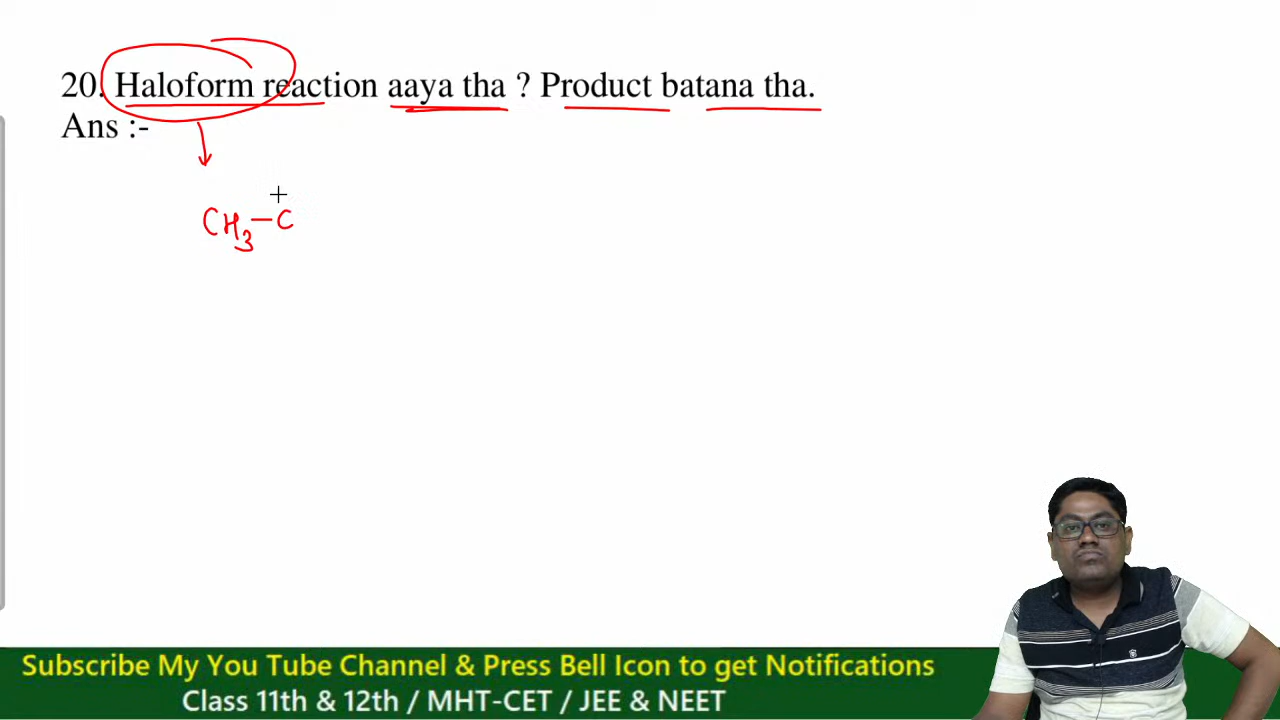 20. Haloform reaction aaya tha ? Product batana tha.
Ans :-
CH₃-C
Subscribe My You Tube Channel & Press Bell Icon to get Notifications
Class 11th & 12th / MHT-CET / JEE & NEET